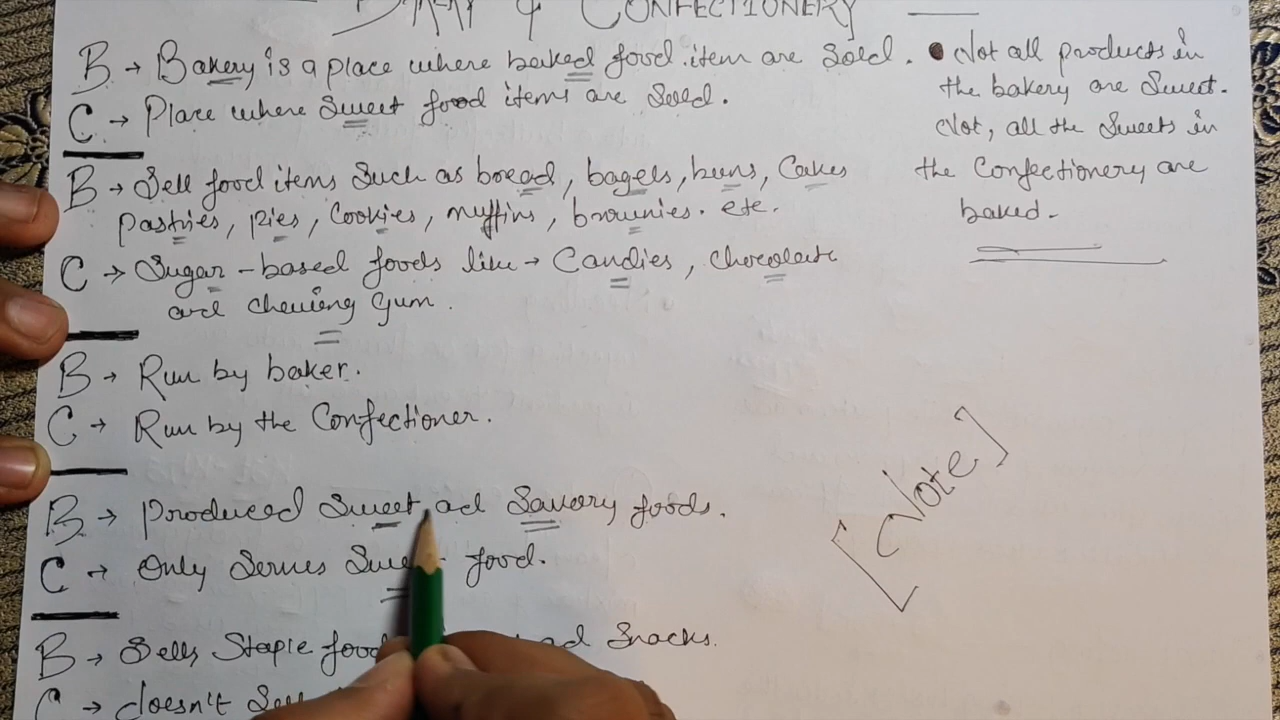 & CONFECTIONERY
B → Bakery is a place where baked food item are Sold.
C → Place where Sweet food items are Sold.
B → Sell food items Such as bread, bagels, buns, Cakes
pastries, pies, Cookies, muffins, brownies. etc.
C → Sugar-based foods like → Candies, chocolate
and chewing gum.
B → Run by baker.
C → Run by the Confectioner.
B → Produced Sweet ad Savory foods.
C → Only Serves food.
B → Sells Staple ad Snacks.
C → doesn't
• Not all products in
the bakery are Sweet.
Not, all the Sweets in
the Confectionery are
baked.
[Note]